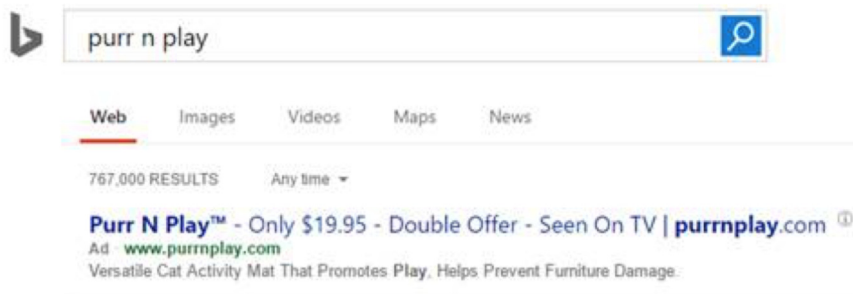 purr n play
Web Images Videos Maps News
767,000 RESULTS Any time
Purr N Play™ - Only $19.95 - Double Offer - Seen On TV | purrnplay.com
Ad · www.purrnplay.com
Versatile Cat Activity Mat That Promotes Play, Helps Prevent Furniture Damage.